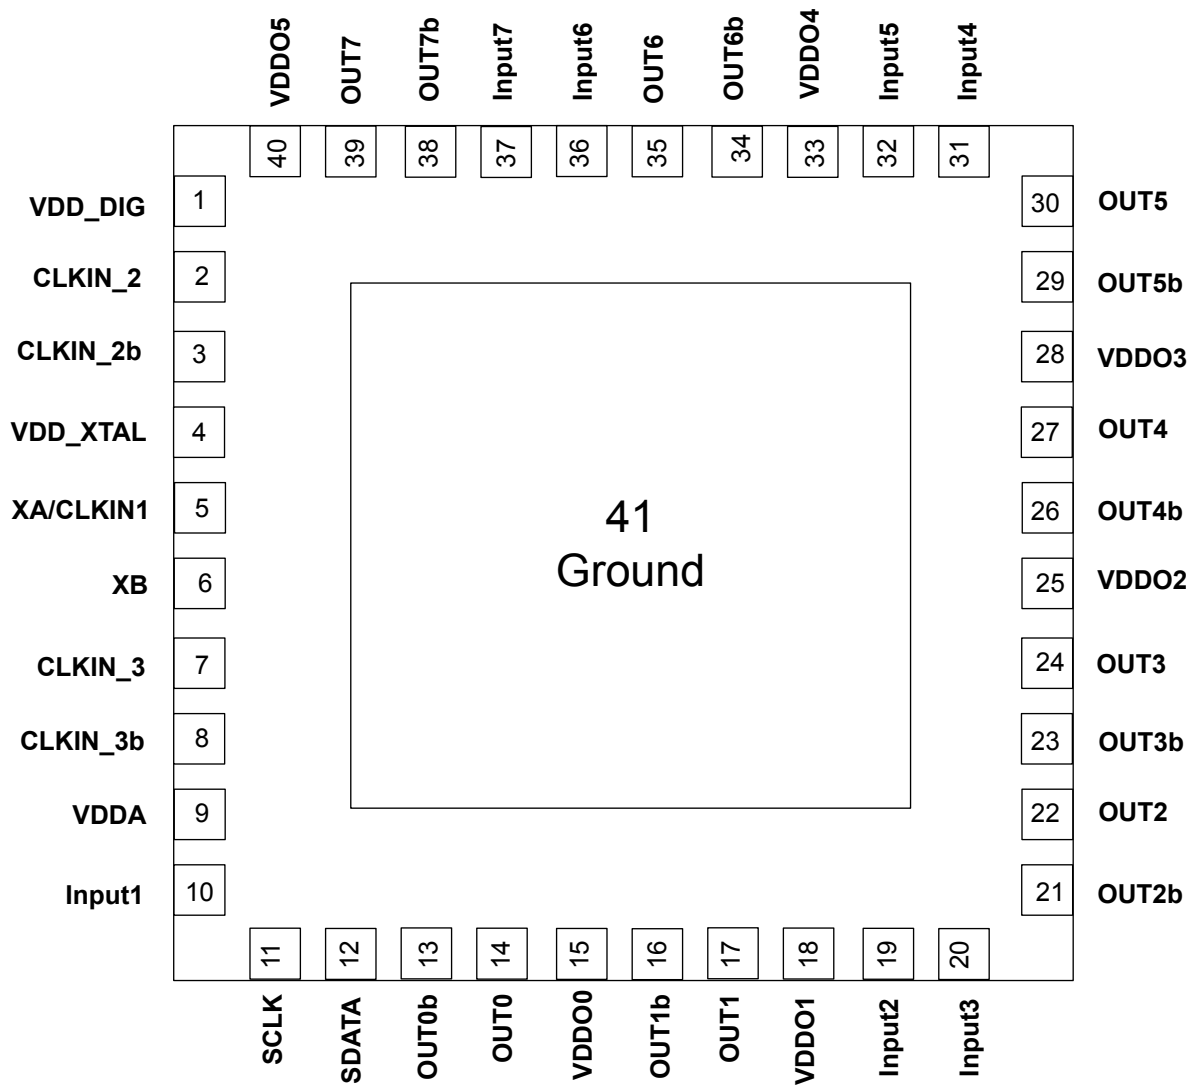 VDDO5
OUT7
OUT7b
Input7
Input6
OUT6
OUT6b
VDDO4
Input5
Input4
40
39
38
37
36
35
34
33
32
31
VDD_DIG
1
CLKIN_2
2
CLKIN_2b
3
VDD_XTAL
4
XA/CLKIN1
5
XB
6
CLKIN_3
7
CLKIN_3b
8
VDDA
9
Input1
10
41
Ground
30
OUT5
29
OUT5b
28
VDDO3
27
OUT4
26
OUT4b
25
VDDO2
24
OUT3
23
OUT3b
22
OUT2
21
OUT2b
11
12
13
14
15
16
17
18
19
20
SCLK
SDATA
OUT0b
OUT0
VDDO0
OUT1b
OUT1
VDDO1
Input2
Input3